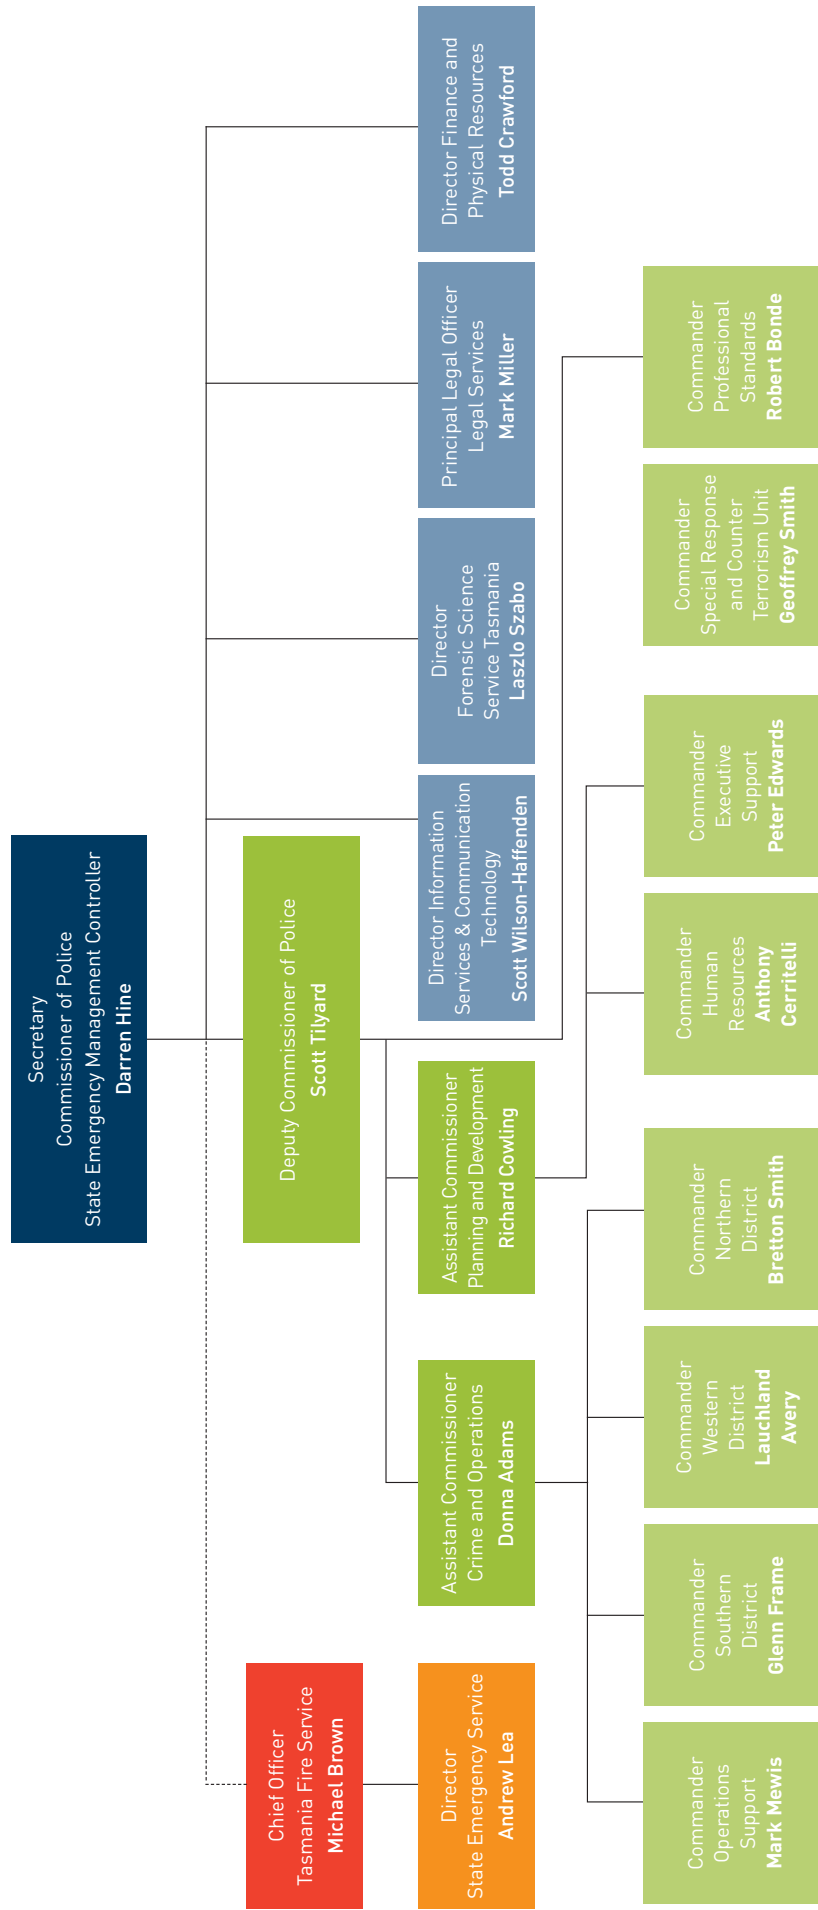 Secretary
Commissioner of Police
State Emergency Management Controller
Darren Hine
Chief Officer
Tasmania Fire Service
Michael Brown
Deputy Commissioner of Police
Scott Tilyard
Director
State Emergency Service
Andrew Lea
Assistant Commissioner
Crime and Operations
Donna Adams
Assistant Commissioner
Planning and Development
Richard Cowling
Director Information
Services & Communication
Technology
Scott Wilson-Haffenden
Director
Forensic Science
Service Tasmania
Laszlo Szabo
Principal Legal Officer
Legal Services
Mark Miller
Director Finance and
Physical Resources
Todd Crawford
Commander
Operations
Support
Mark Mewis
Commander
Southern
District
Glenn Frame
Commander
Western
District
Lauchland
Avery
Commander
Northern
District
Bretton Smith
Commander
Human
Resources
Anthony
Cerritelli
Commander
Executive
Support
Peter Edwards
Commander
Special Response
and Counter
Terrorism Unit
Geoffrey Smith
Commander
Professional
Standards
Robert Bonde